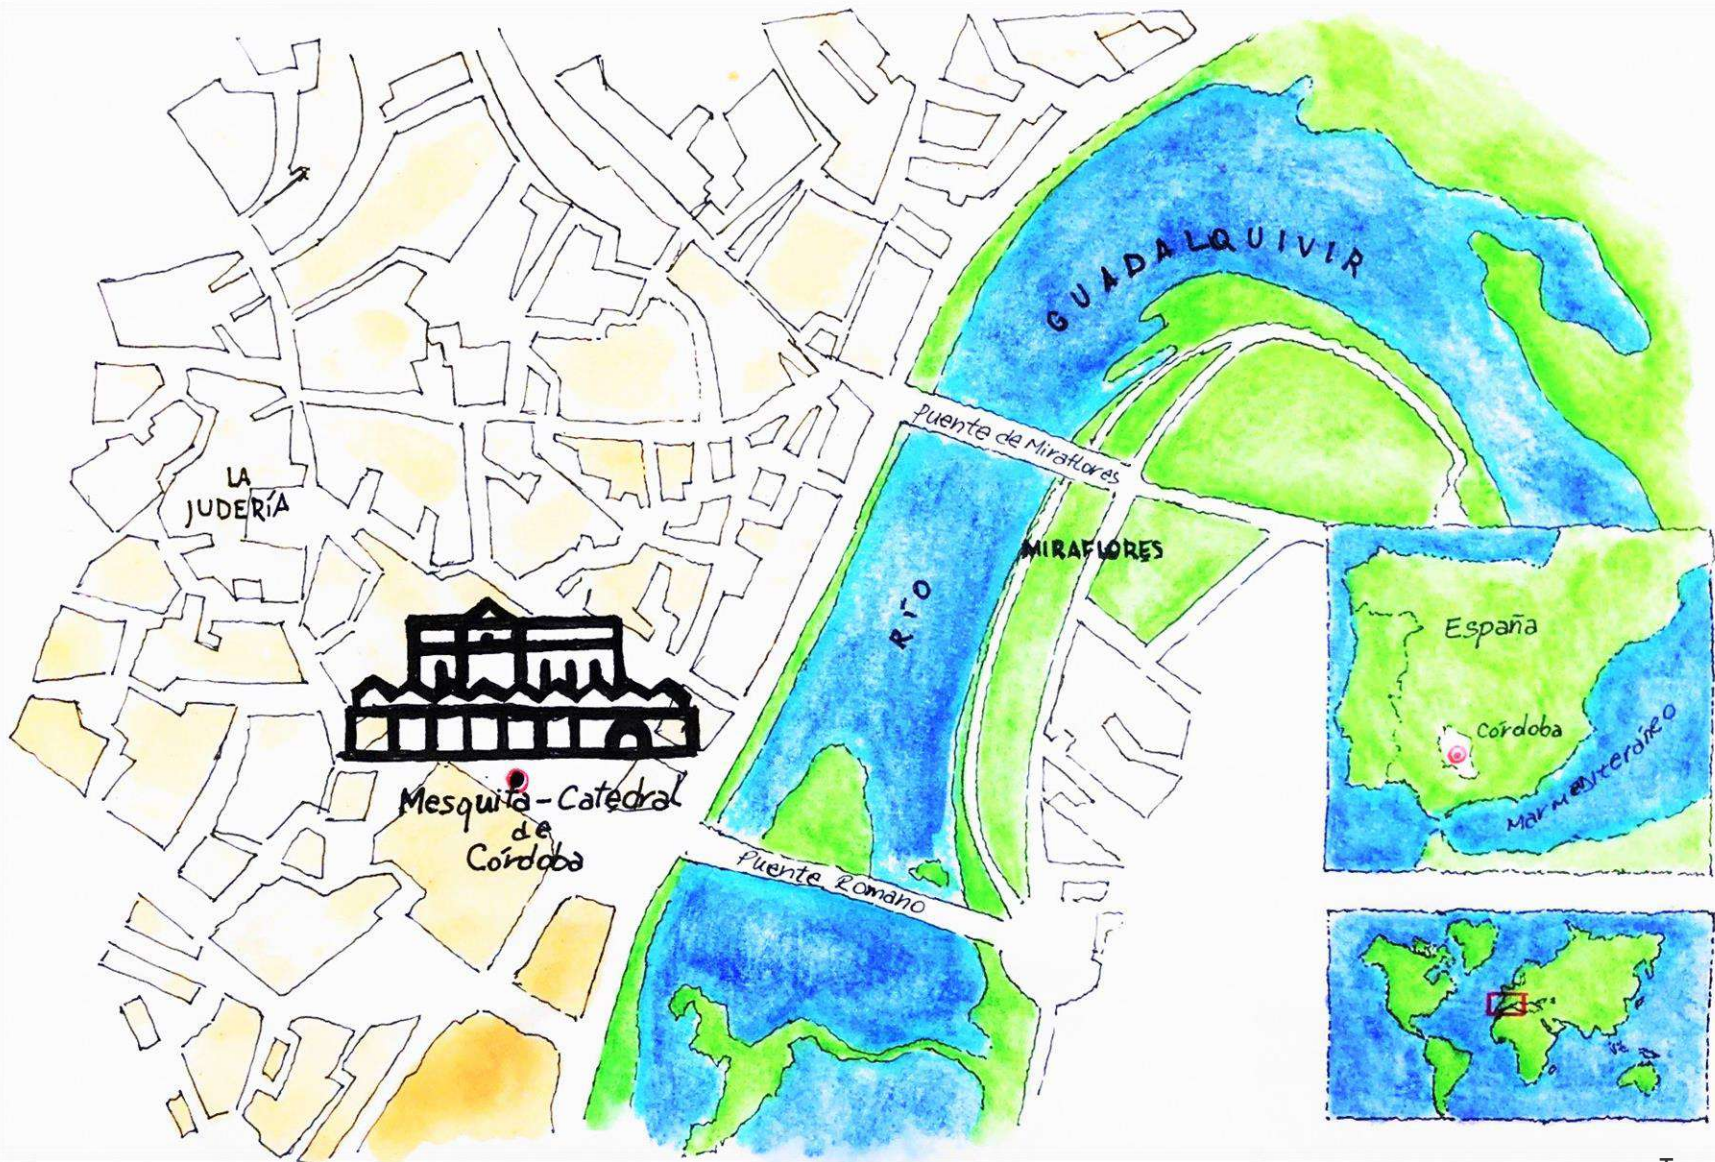 GUADALQUIVIR
Puente de Miraflores
LA
JUDERÍA
MIRAFLORES
RÍO
España
Córdoba
Mar Mediterráneo
Mesquita-Catedral
de
Córdoba
Puente Romano